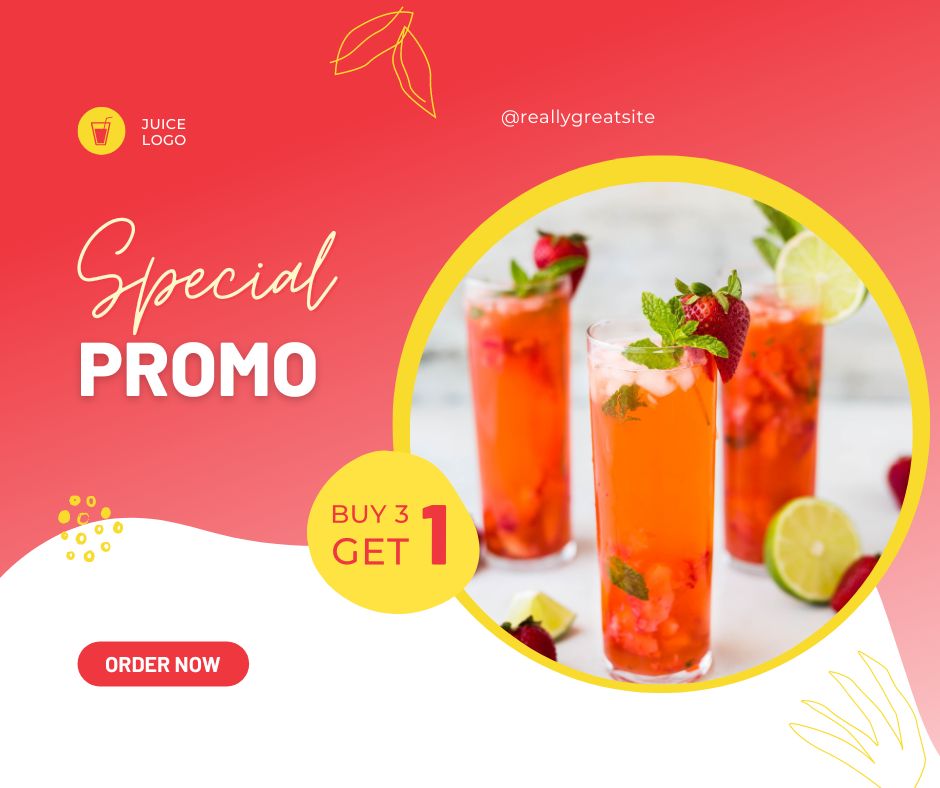 JUICE
LOGO
@reallygreatsite
Special
PROMO
BUY 3
GET 1
ORDER NOW